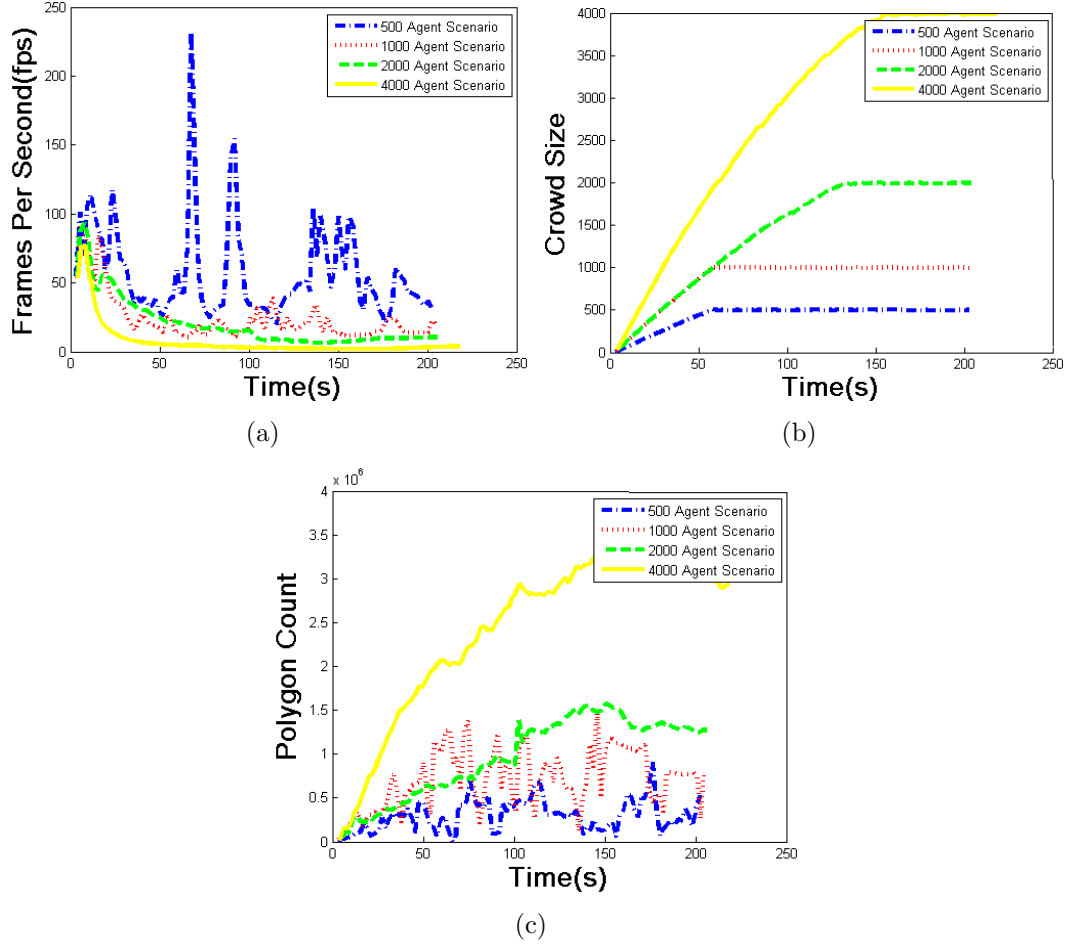 250
200
150
100
50
0
Frames Per Second(fps)
0 50 100 150 200 250
Time(s)
500 Agent Scenario
1000 Agent Scenario
2000 Agent Scenario
4000 Agent Scenario
(a)
4000
3500
3000
2500
2000
1500
1000
500
0
Crowd Size
0 50 100 150 200 250
Time(s)
500 Agent Scenario
1000 Agent Scenario
2000 Agent Scenario
4000 Agent Scenario
(b)
x 10^6
4
3.5
3
2.5
2
1.5
1
0.5
0
Polygon Count
0 50 100 150 200 250
Time(s)
500 Agent Scenario
1000 Agent Scenario
2000 Agent Scenario
4000 Agent Scenario
(c)